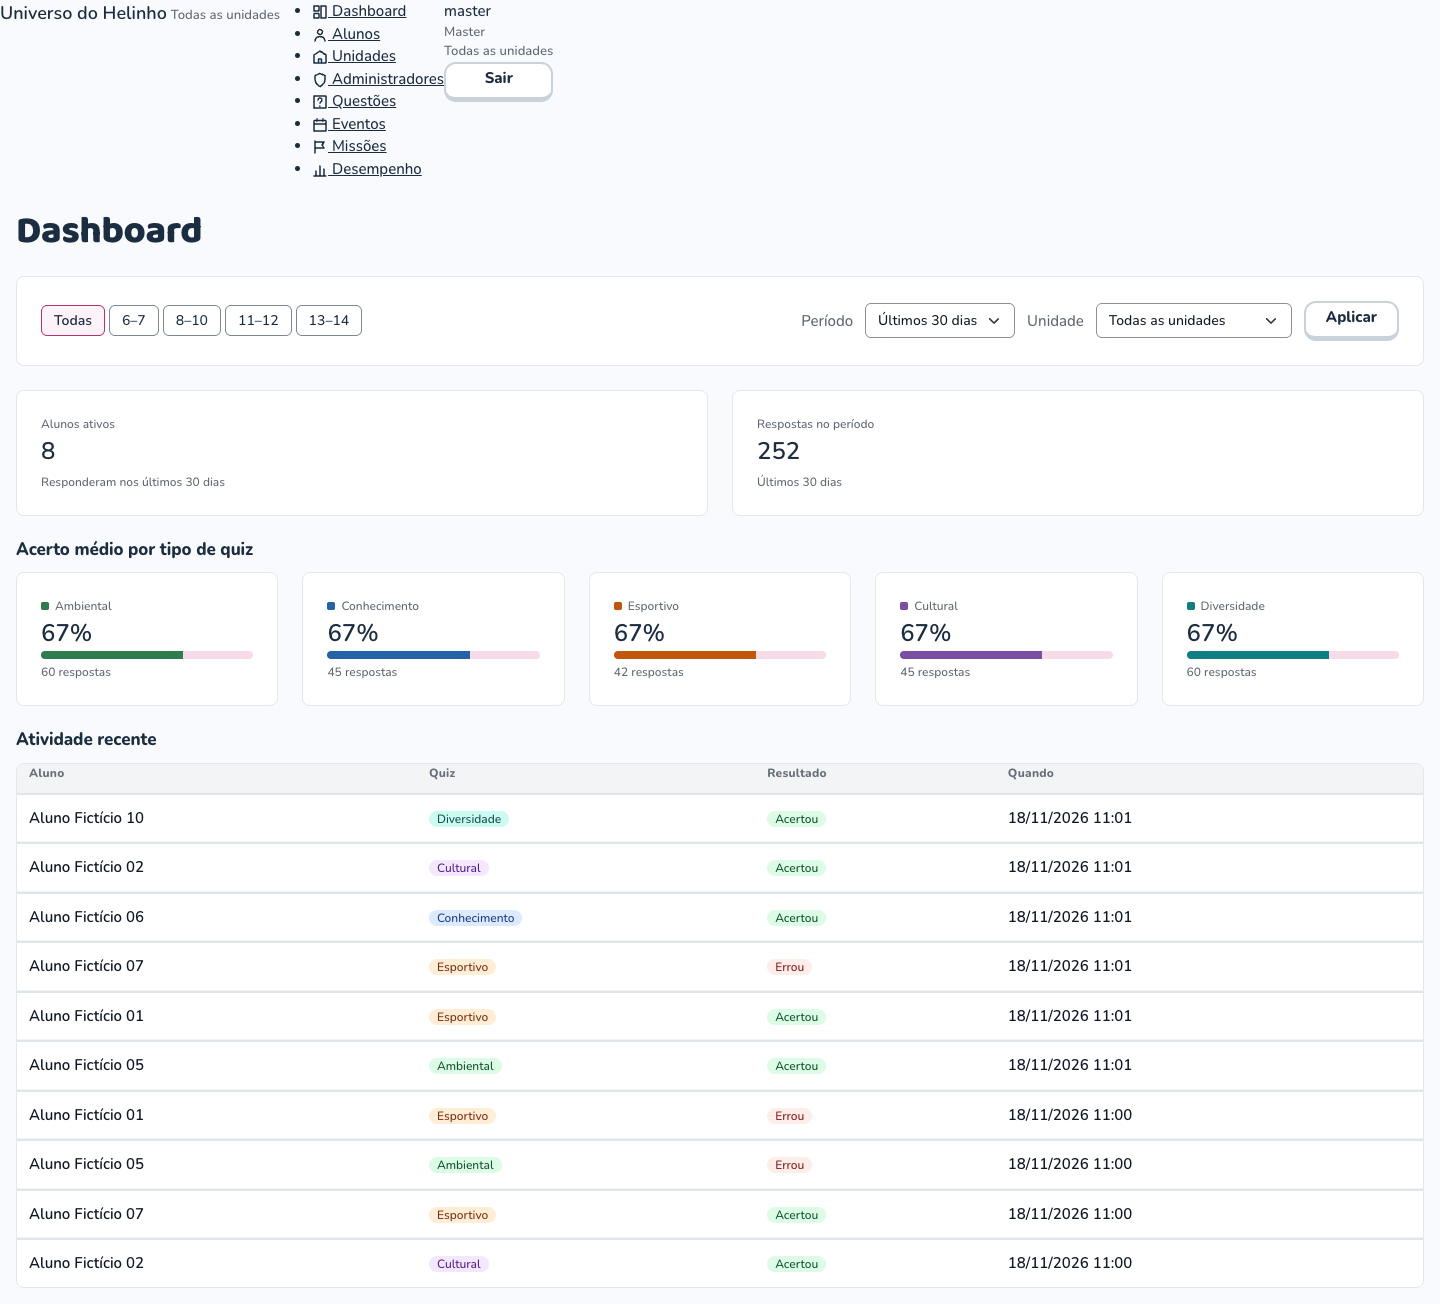 Universo do Helinho Todas as unidades
Dashboard
Alunos
Unidades
Administradores
Questões
Eventos
Missões
Desempenho
master
Master
Todas as unidades
Sair
Dashboard
Todas 6–7 8–10 11–12 13–14 Período Últimos 30 dias Unidade Todas as unidades Aplicar
Alunos ativos
8
Responderam nos últimos 30 dias
Respostas no período
252
Últimos 30 dias
Acerto médio por tipo de quiz
Ambiental
67%
60 respostas
Conhecimento
67%
45 respostas
Esportivo
67%
42 respostas
Cultural
67%
45 respostas
Diversidade
67%
60 respostas
Atividade recente
Aluno Quiz Resultado Quando
Aluno Fictício 10 Diversidade Acertou 18/11/2026 11:01
Aluno Fictício 02 Cultural Acertou 18/11/2026 11:01
Aluno Fictício 06 Conhecimento Acertou 18/11/2026 11:01
Aluno Fictício 07 Esportivo Errou 18/11/2026 11:01
Aluno Fictício 01 Esportivo Acertou 18/11/2026 11:01
Aluno Fictício 05 Ambiental Acertou 18/11/2026 11:01
Aluno Fictício 01 Esportivo Errou 18/11/2026 11:00
Aluno Fictício 05 Ambiental Errou 18/11/2026 11:00
Aluno Fictício 07 Esportivo Acertou 18/11/2026 11:00
Aluno Fictício 02 Cultural Acertou 18/11/2026 11:00